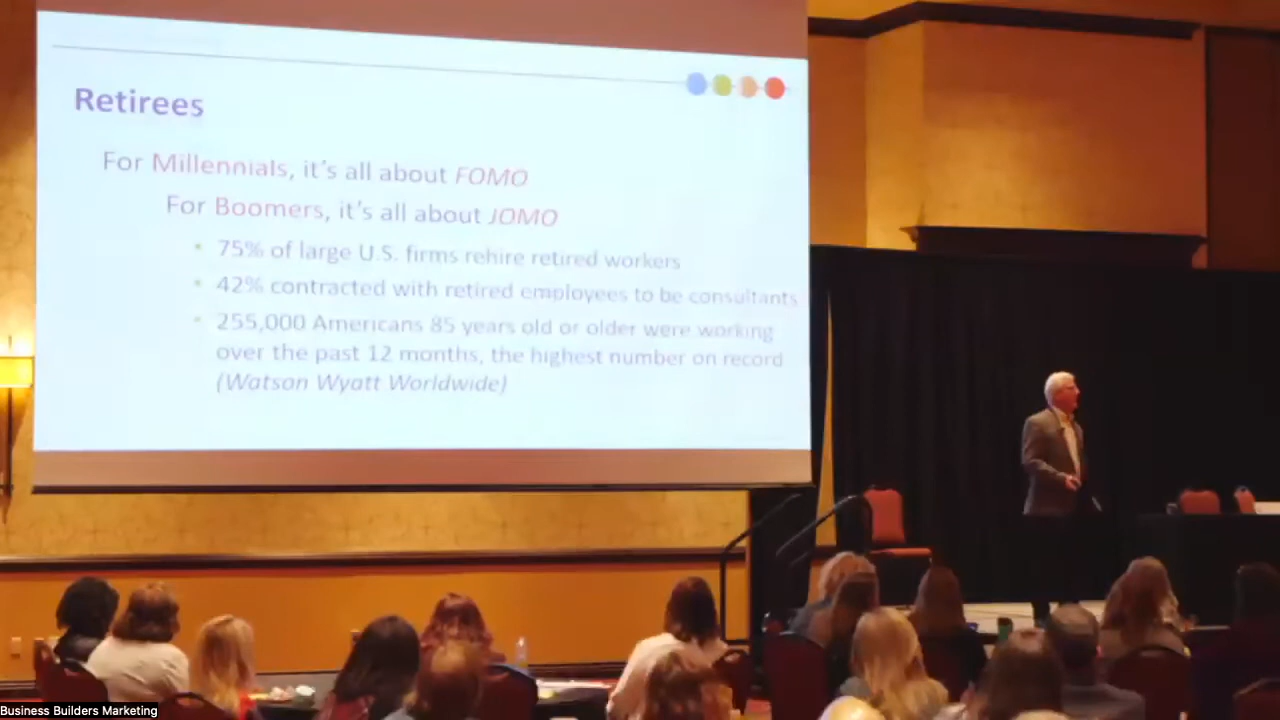 Retirees
For Millennials, it's all about FOMO
For Boomers, it's all about JOMO
• 75% of large U.S. firms rehire retired workers
• 42% contracted with retired employees to be consultants
• 255,000 Americans 85 years old or older were working
over the past 12 months, the highest number on record
(Watson Wyatt Worldwide)
Business Builders Marketing